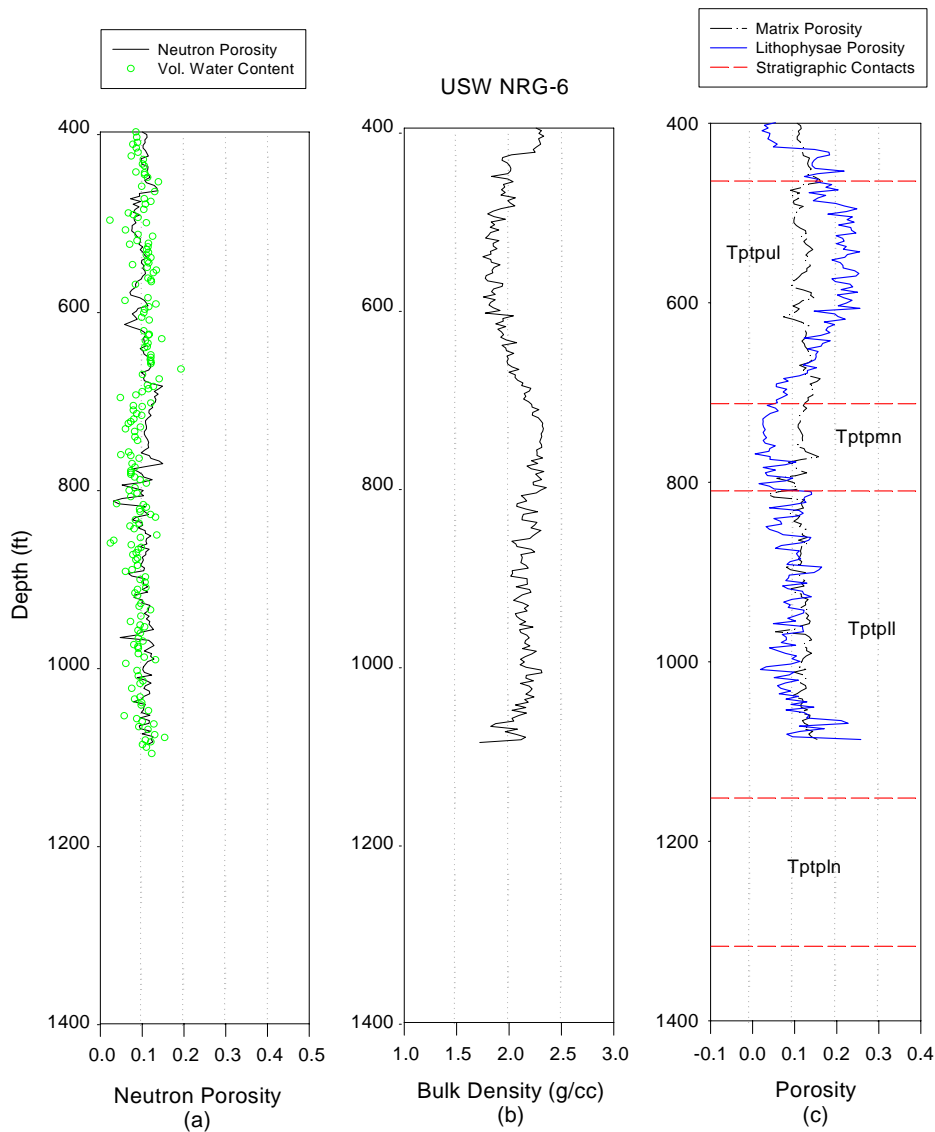 Neutron Porosity
Vol. Water Content
Matrix Porosity
Lithophysae Porosity
Stratigraphic Contacts
USW NRG-6
Depth (ft)
400
600
800
1000
1200
1400
0.0 0.1 0.2 0.3 0.4 0.5
Neutron Porosity
(a)
400
600
800
1000
1200
1400
1.0 1.5 2.0 2.5 3.0
Bulk Density (g/cc)
(b)
400
600
800
1000
1200
1400
Tptpul
Tptpmn
Tptpll
Tptpln
-0.1 0.0 0.1 0.2 0.3 0.4
Porosity
(c)